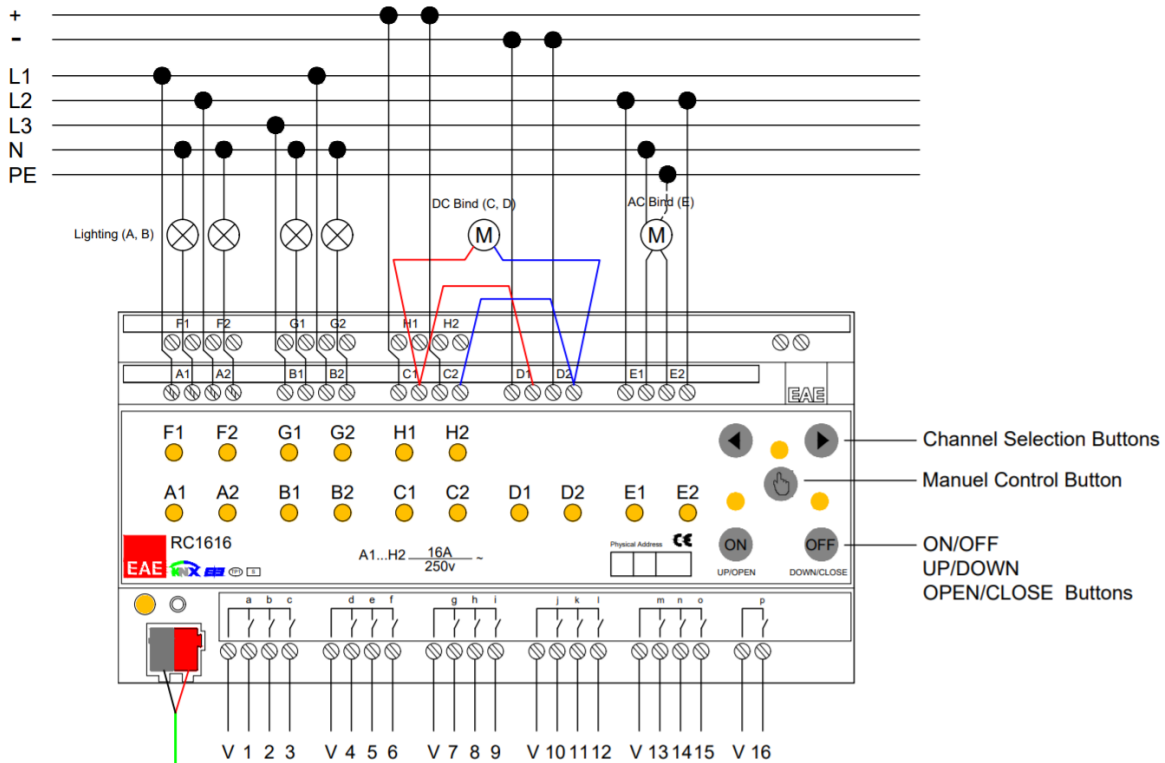 +
-
L1
L2
L3
N
PE
DC Bind (C, D)
AC Bind (E)
Lighting (A, B)
F1 F2 G1 G2 H1 H2
A1 A2 B1 B2 C1 C2 D1 D2 E1 E2
EAE
F1 F2 G1 G2 H1 H2
A1 A2 B1 B2 C1 C2 D1 D2 E1 E2
M
M
Channel Selection Buttons
Manuel Control Button
ON OFF
UP/OPEN DOWN/CLOSE
ON/OFF
UP/DOWN
OPEN/CLOSE Buttons
RC1616
EAE
KNX
A1...H2 16A
250v ~
Physical Address CE
a b c d e f g h i j k l m n o p
V 1 2 3 V 4 5 6 V 7 8 9 V 10 11 12 V 13 14 15 V 16